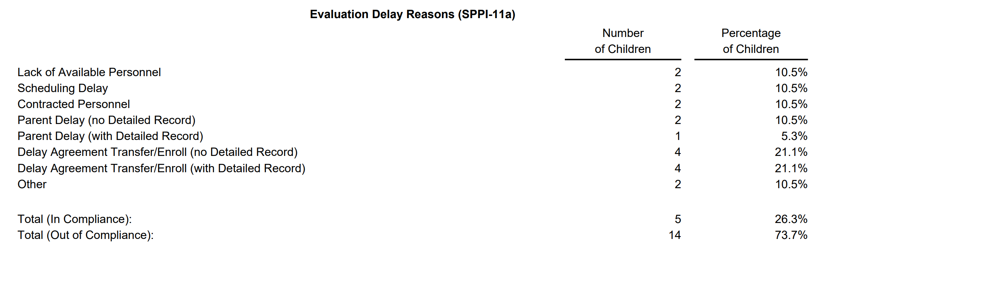 Evaluation Delay Reasons (SPPI-11a)
Number Percentage
of Children of Children
Lack of Available Personnel 2 10.5%
Scheduling Delay 2 10.5%
Contracted Personnel 2 10.5%
Parent Delay (no Detailed Record) 2 10.5%
Parent Delay (with Detailed Record) 1 5.3%
Delay Agreement Transfer/Enroll (no Detailed Record) 4 21.1%
Delay Agreement Transfer/Enroll (with Detailed Record) 4 21.1%
Other 2 10.5%
Total (In Compliance): 5 26.3%
Total (Out of Compliance): 14 73.7%